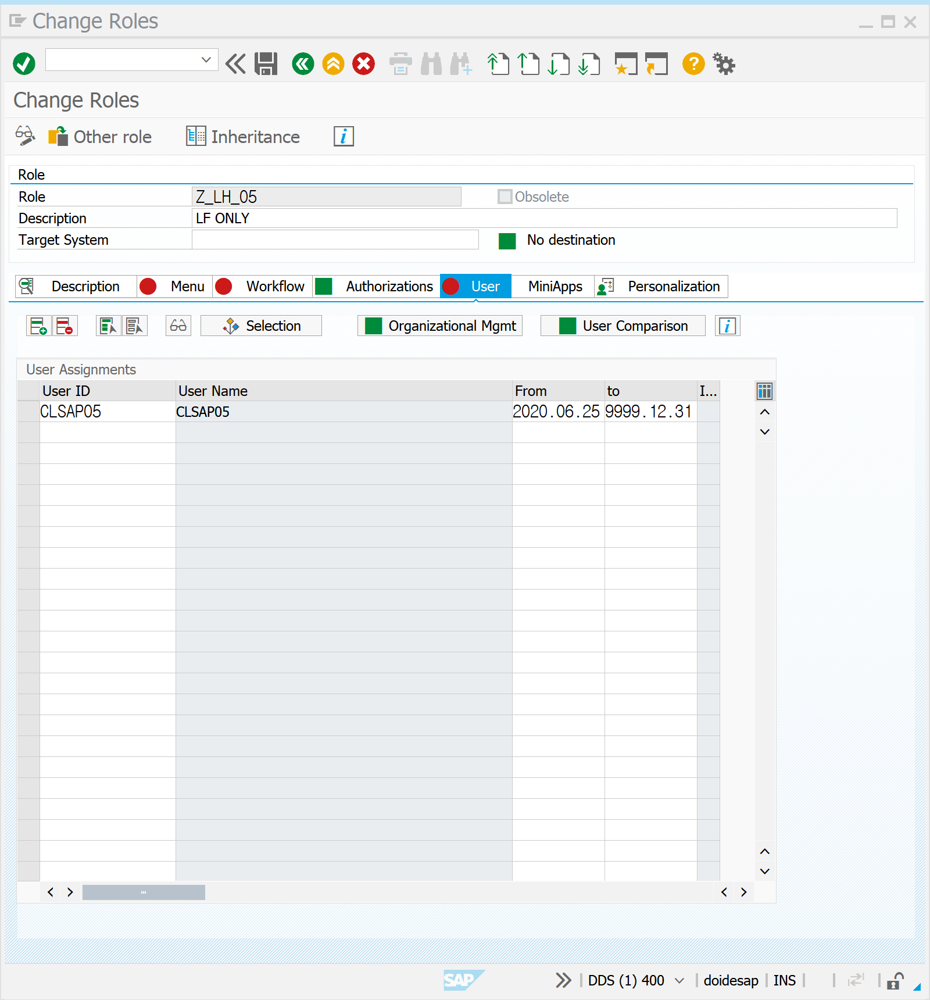 Change Roles
Change Roles
Other role Inheritance
Role
Role Z_LH_05 Obsolete
Description LF ONLY
Target System No destination
Description Menu Workflow Authorizations User MiniApps Personalization
Selection Organizational Mgmt User Comparison
User Assignments
User ID User Name From to I...
CLSAP05 CLSAP05 2020.06.25 9999.12.31
SAP DDS (1) 400 doidesap INS